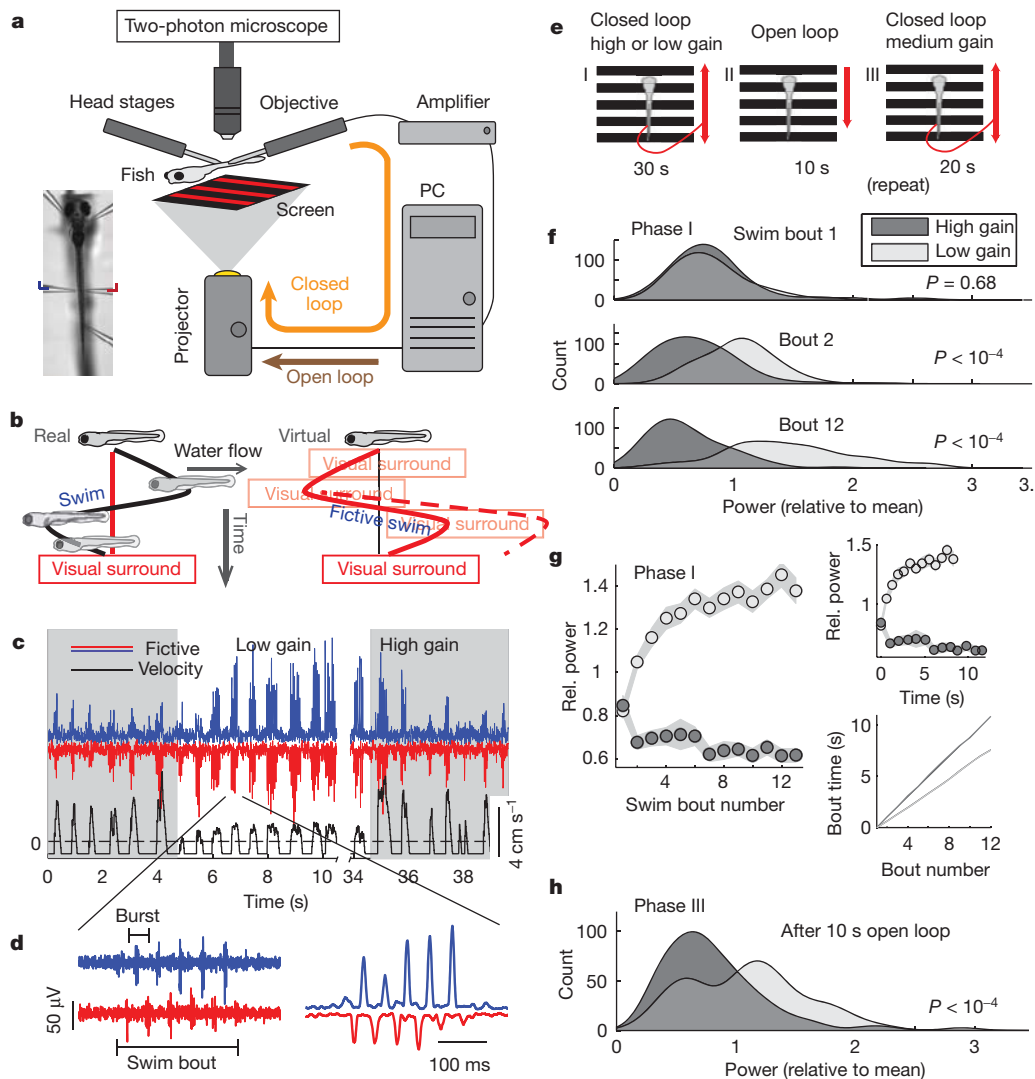 a
Two-photon microscope
Head stages
Objective
Amplifier
Fish
Screen
PC
Closed
loop
Projector
Open loop
b
Real
Virtual
Water flow
Visual surround
Swim
Visual surround
Fictive swim
Visual surround
Time
Visual surround
Visual surround
c
Fictive
Velocity
Low gain
High gain
0
4 cm s⁻¹
0 2 4 6 8 10 34 36 38
Time (s)
d
Burst
50 µV
Swim bout
100 ms
e
Closed loop
high or low gain
Open loop
Closed loop
medium gain
I
II
III
30 s
10 s
20 s
(repeat)
f
Phase I
Swim bout 1
High gain
Low gain
100
0
P = 0.68
Count
100
0
Bout 2
P < 10⁻⁴
100
0
Bout 12
P < 10⁻⁴
0 1 2 3.
Power (relative to mean)
g
Phase I
Rel. power
1.4
1.2
1
0.8
0.6
0 5 10
Swim bout number
Rel. power
1.5
1
0 5 10
Time (s)
Bout time (s)
10
5
0
4 8 12
Bout number
h
Phase III
After 10 s open loop
Count
100
50
0
P < 10⁻⁴
0 1 2 3
Power (relative to mean)